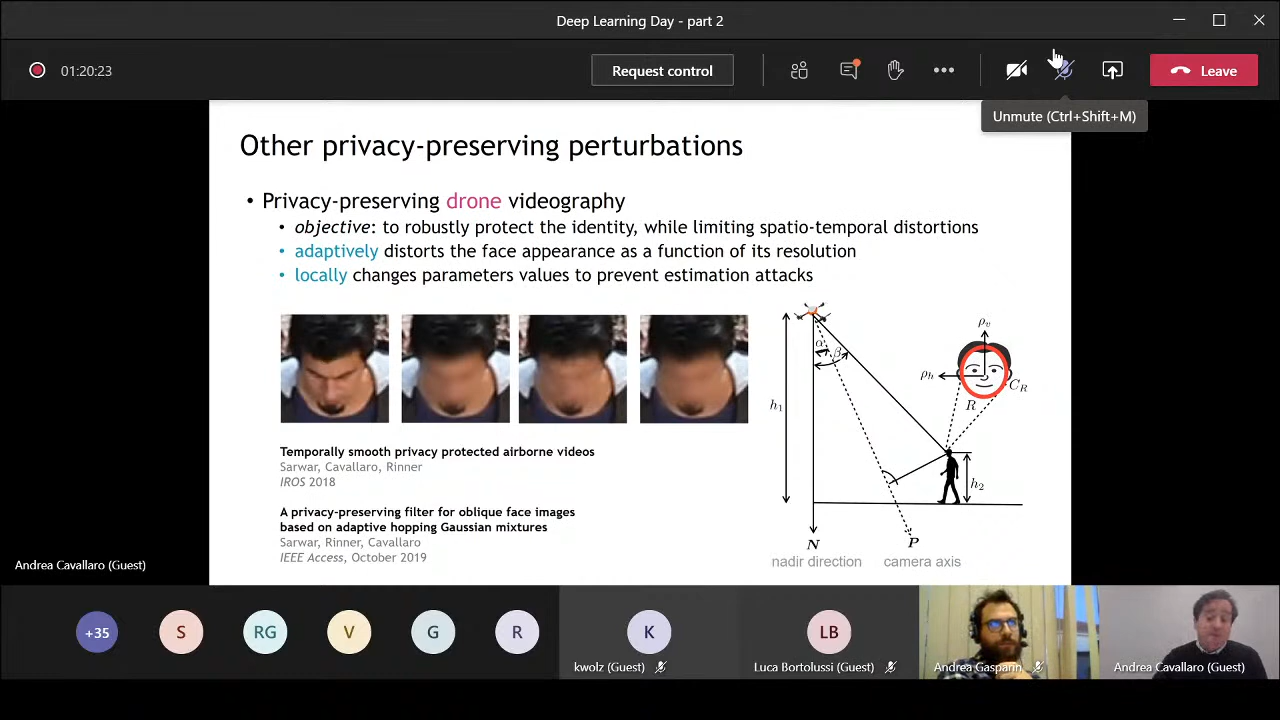 Deep Learning Day - part 2
01:20:23
Request control
Leave
Unmute (Ctrl+Shift+M)
Other privacy-preserving perturbations
• Privacy-preserving drone videography
• objective: to robustly protect the identity, while limiting spatio-temporal distortions
• adaptively distorts the face appearance as a function of its resolution
• locally changes parameters values to prevent estimation attacks
α
β
h₁
ρᵥ
ρₕ
C_R
R
h₂
N
P
nadir direction
camera axis
Temporally smooth privacy protected airborne videos
Sarwar, Cavallaro, Rinner
IROS 2018
A privacy-preserving filter for oblique face images
based on adaptive hopping Gaussian mixtures
Sarwar, Rinner, Cavallaro
IEEE Access, October 2019
Andrea Cavallaro (Guest)
+35
S
RG
V
G
R
K
kwolz (Guest)
LB
Luca Bortolussi (Guest)
Andrea Gasparin
Andrea Cavallaro (Guest)